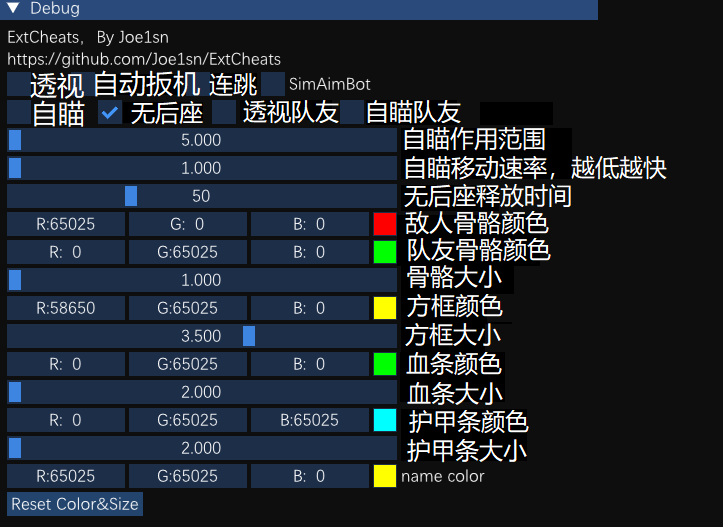 ▼ Debug
ExtCheats, By Joe1sn
https://github.com/Joe1sn/ExtCheats
透视 自动扳机 连跳 SimAimBot
自瞄 无后座 透视队友 自瞄队友
5.000 自瞄作用范围
1.000 自瞄移动速率，越低越快
50 无后座释放时间
R:65025 G: 0 B: 0 敌人骨骼颜色
R: 0 G:65025 B: 0 队友骨骼颜色
1.000 骨骼大小
R:58650 G:65025 B: 0 方框颜色
3.500 方框大小
R: 0 G:65025 B: 0 血条颜色
2.000 血条大小
R: 0 G:65025 B:65025 护甲条颜色
2.000 护甲条大小
R:65025 G:65025 B: 0 name color
Reset Color&Size